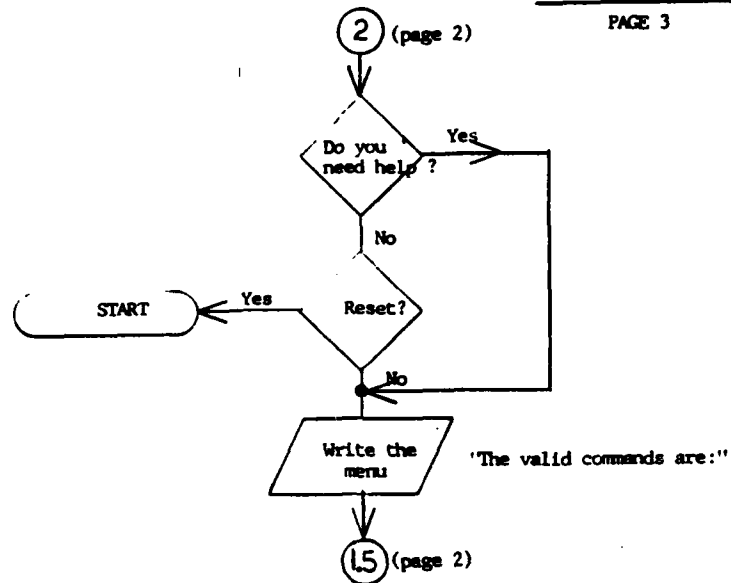 PAGE 3
2 (page 2)
Do you
need help ?
Yes
No
START
Yes
Reset?
No
Write the
menu
"The valid commands are:"
1.5 (page 2)